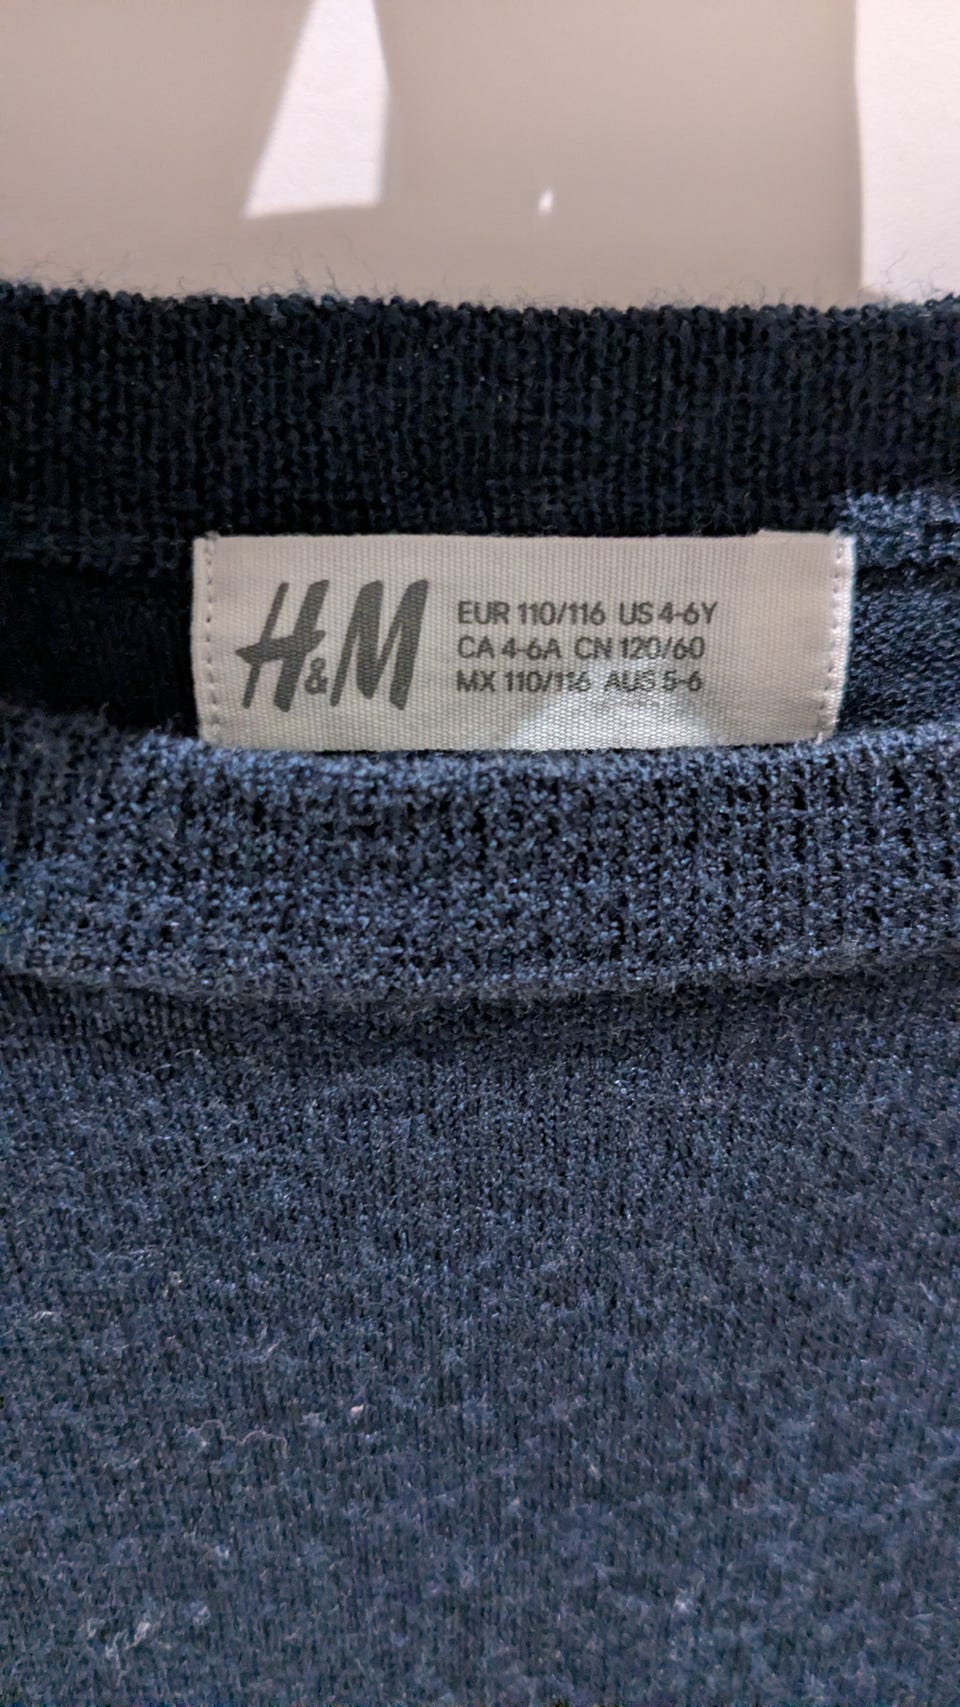 H&M
EUR 110/116 US 4-6Y
CA 4-6A CN 120/60
MX 110/116 AUS 5-6